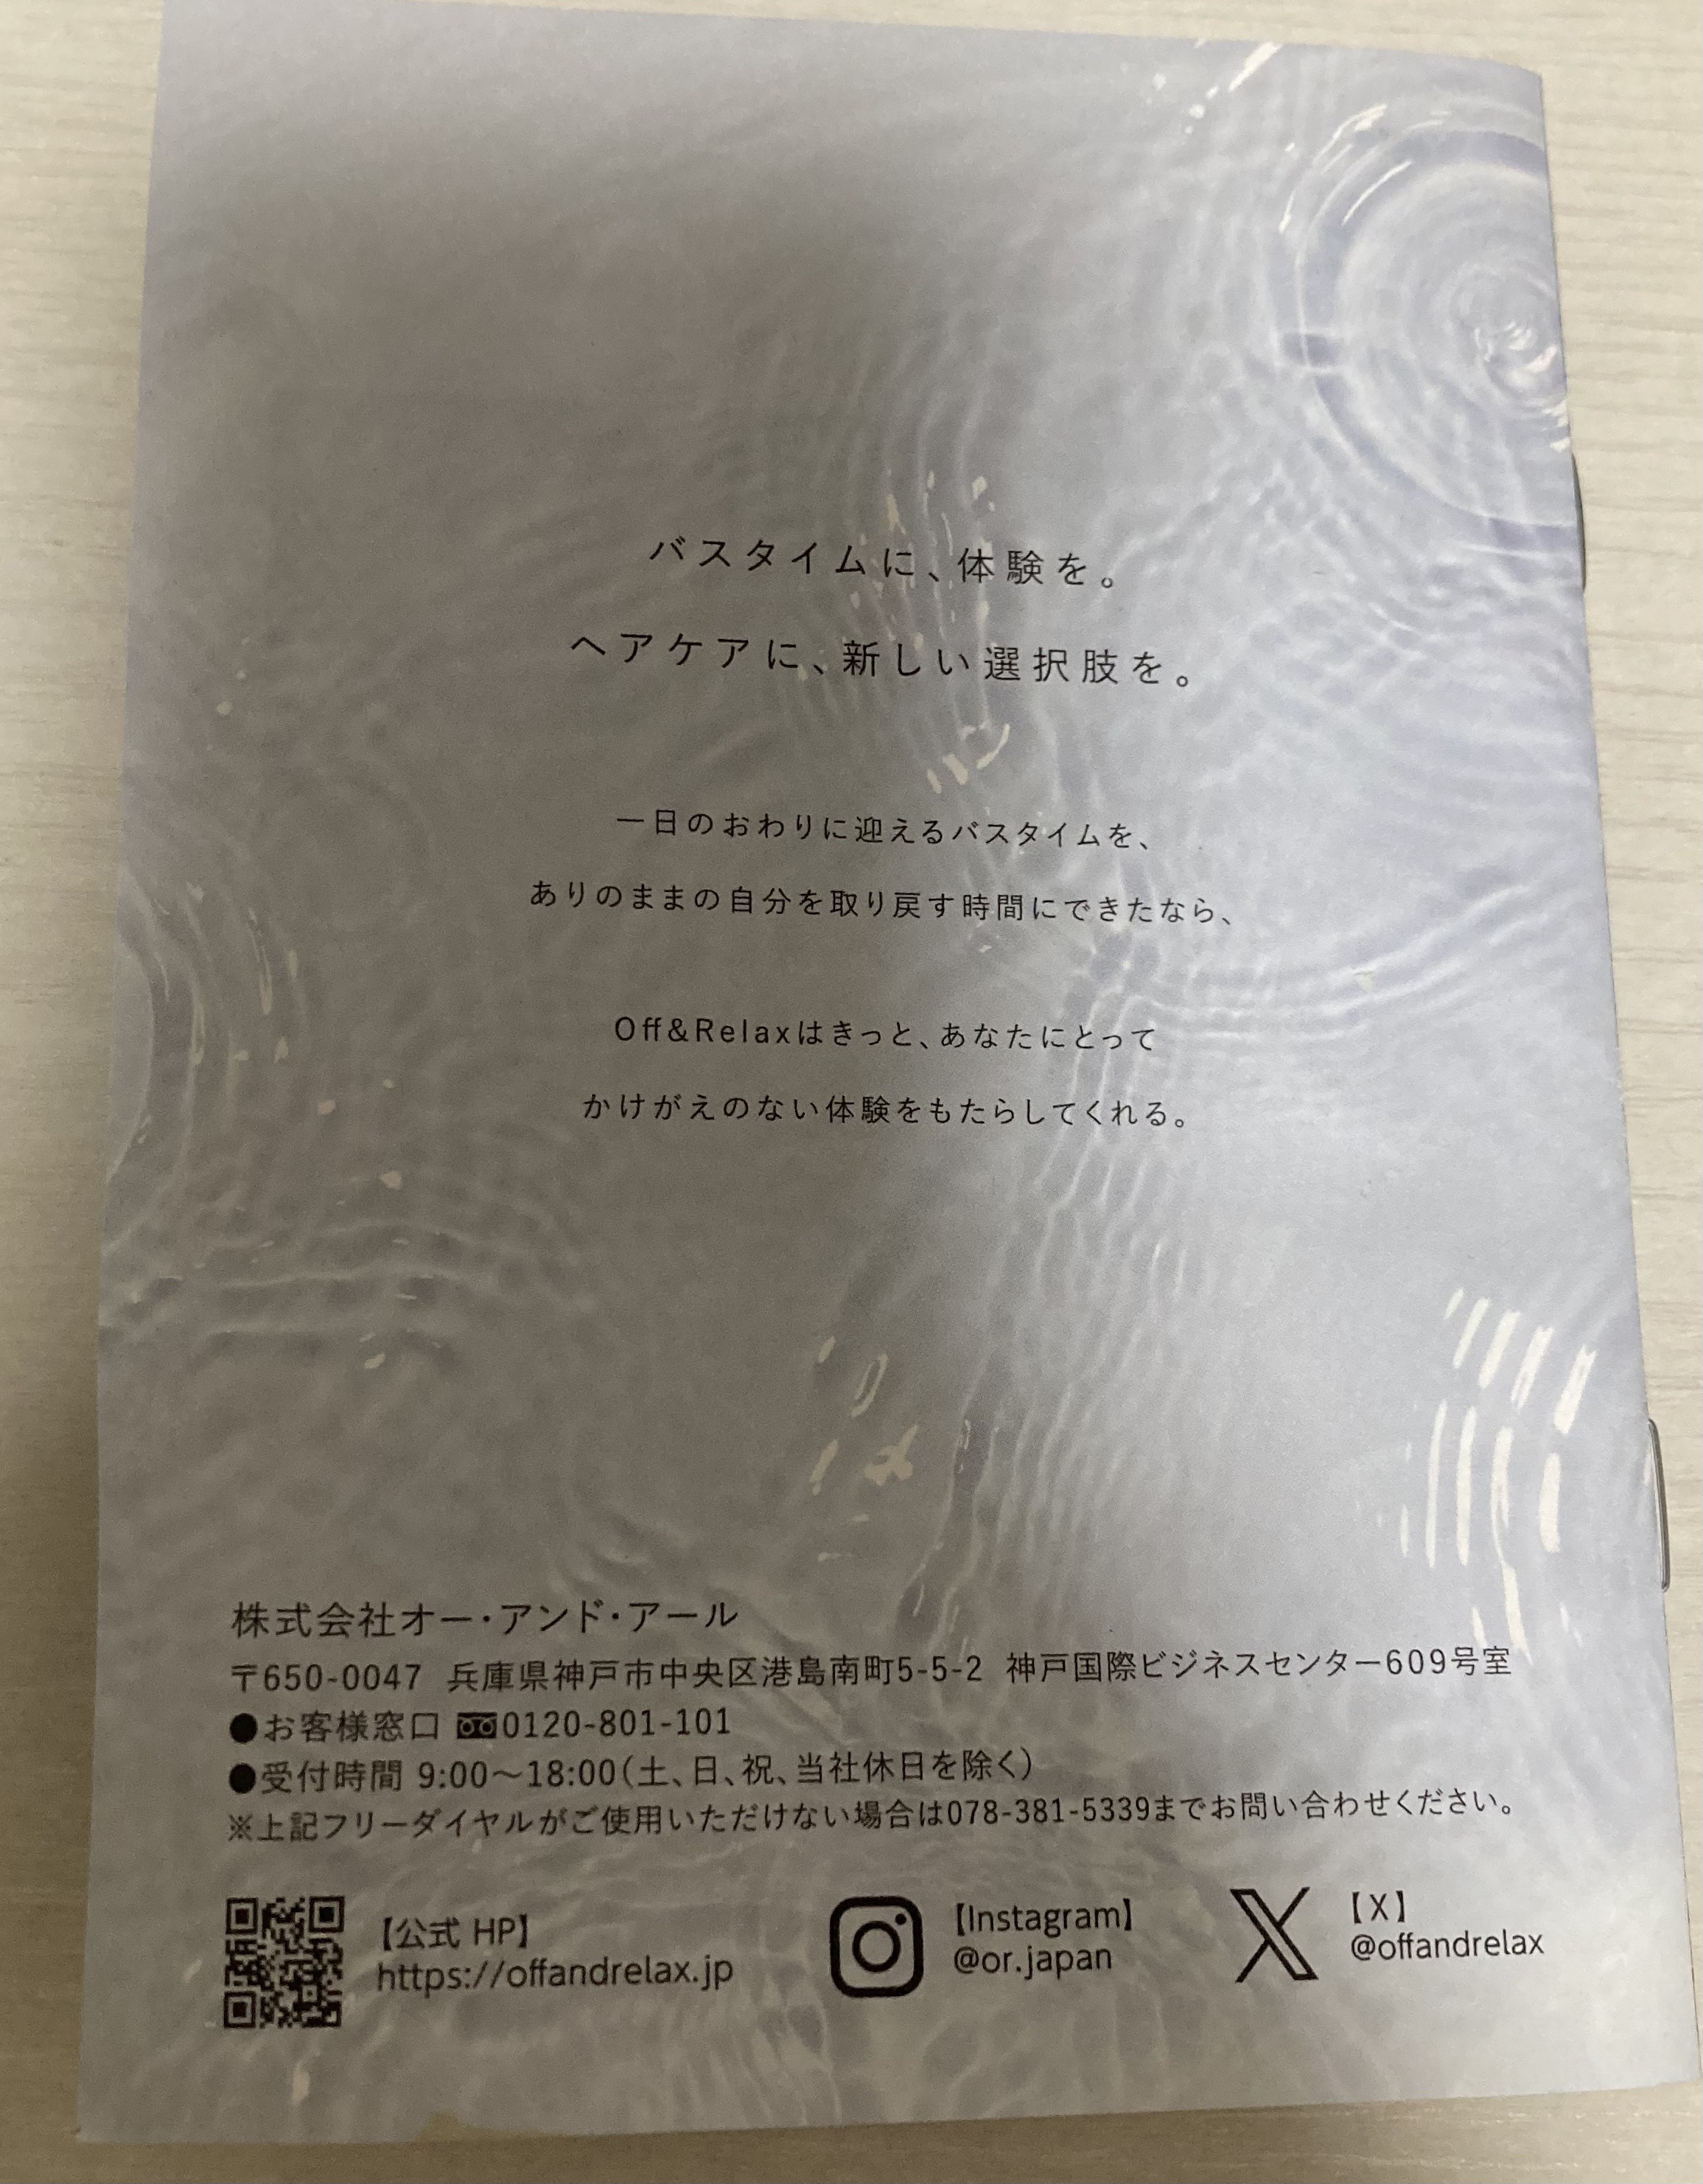 バスタイムに、体験を。
ヘアケアに、新しい選択肢を。
一日のおわりに迎えるバスタイムを、
ありのままの自分を取り戻す時間にできたなら、
Off&Relaxはきっと、あなたにとって
かけがえのない体験をもたらしてくれる。
株式会社オー・アンド・アール
〒650-0047 兵庫県神戸市中央区港島南町5-5-2 神戸国際ビジネスセンター609号室
●お客様窓口 0120-801-101
●受付時間 9:00〜18:00(土、日、祝、当社休日を除く)
※上記フリーダイヤルがご使用いただけない場合は078-381-5339までお問い合わせください。
【公式 HP】
https://offandrelax.jp
【Instagram】
@or.japan
【X】
@offandrelax